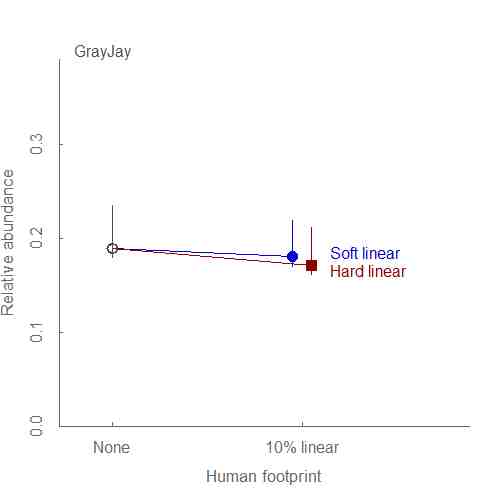 GrayJay
Relative abundance
0.3
0.2
0.1
0.0
Soft linear
Hard linear
None
10% linear
Human footprint